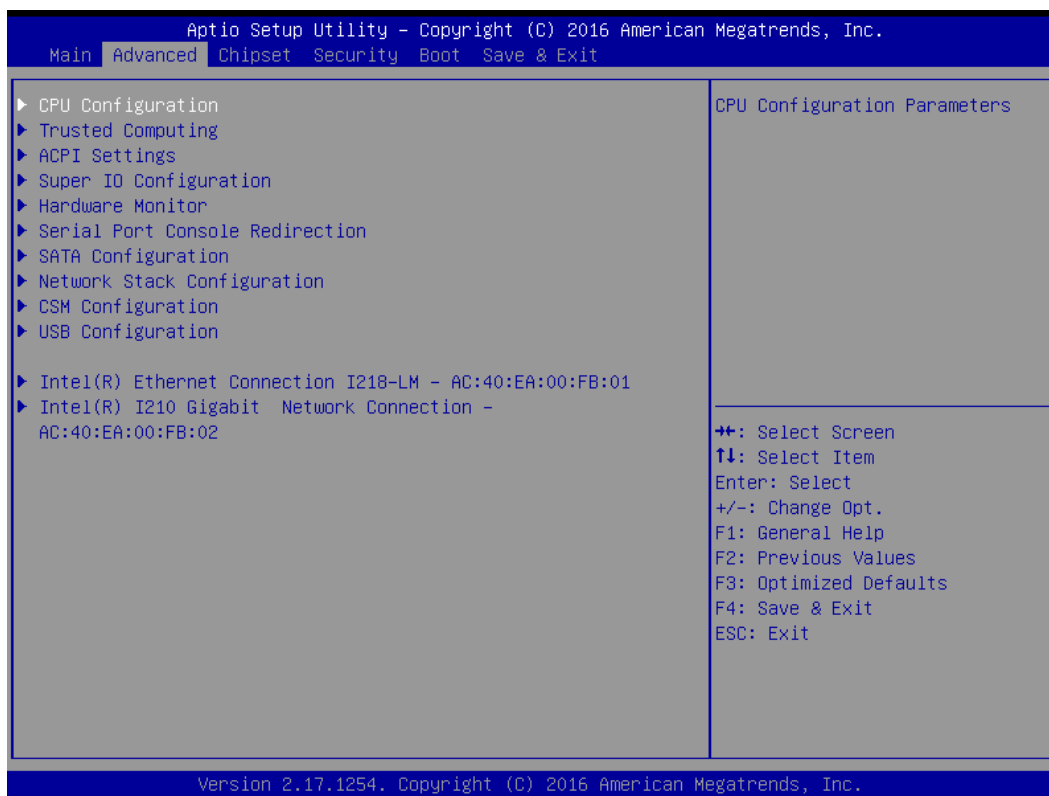 Aptio Setup Utility – Copyright (C) 2016 American Megatrends, Inc.
Main Advanced Chipset Security Boot Save & Exit
▶ CPU Configuration
▶ Trusted Computing
▶ ACPI Settings
▶ Super IO Configuration
▶ Hardware Monitor
▶ Serial Port Console Redirection
▶ SATA Configuration
▶ Network Stack Configuration
▶ CSM Configuration
▶ USB Configuration
▶ Intel(R) Ethernet Connection I218-LM – AC:40:EA:00:FB:01
▶ Intel(R) I210 Gigabit  Network Connection –
AC:40:EA:00:FB:02
CPU Configuration Parameters
→←: Select Screen
↑↓: Select Item
Enter: Select
+/-: Change Opt.
F1: General Help
F2: Previous Values
F3: Optimized Defaults
F4: Save & Exit
ESC: Exit
Version 2.17.1254. Copyright (C) 2016 American Megatrends, Inc.